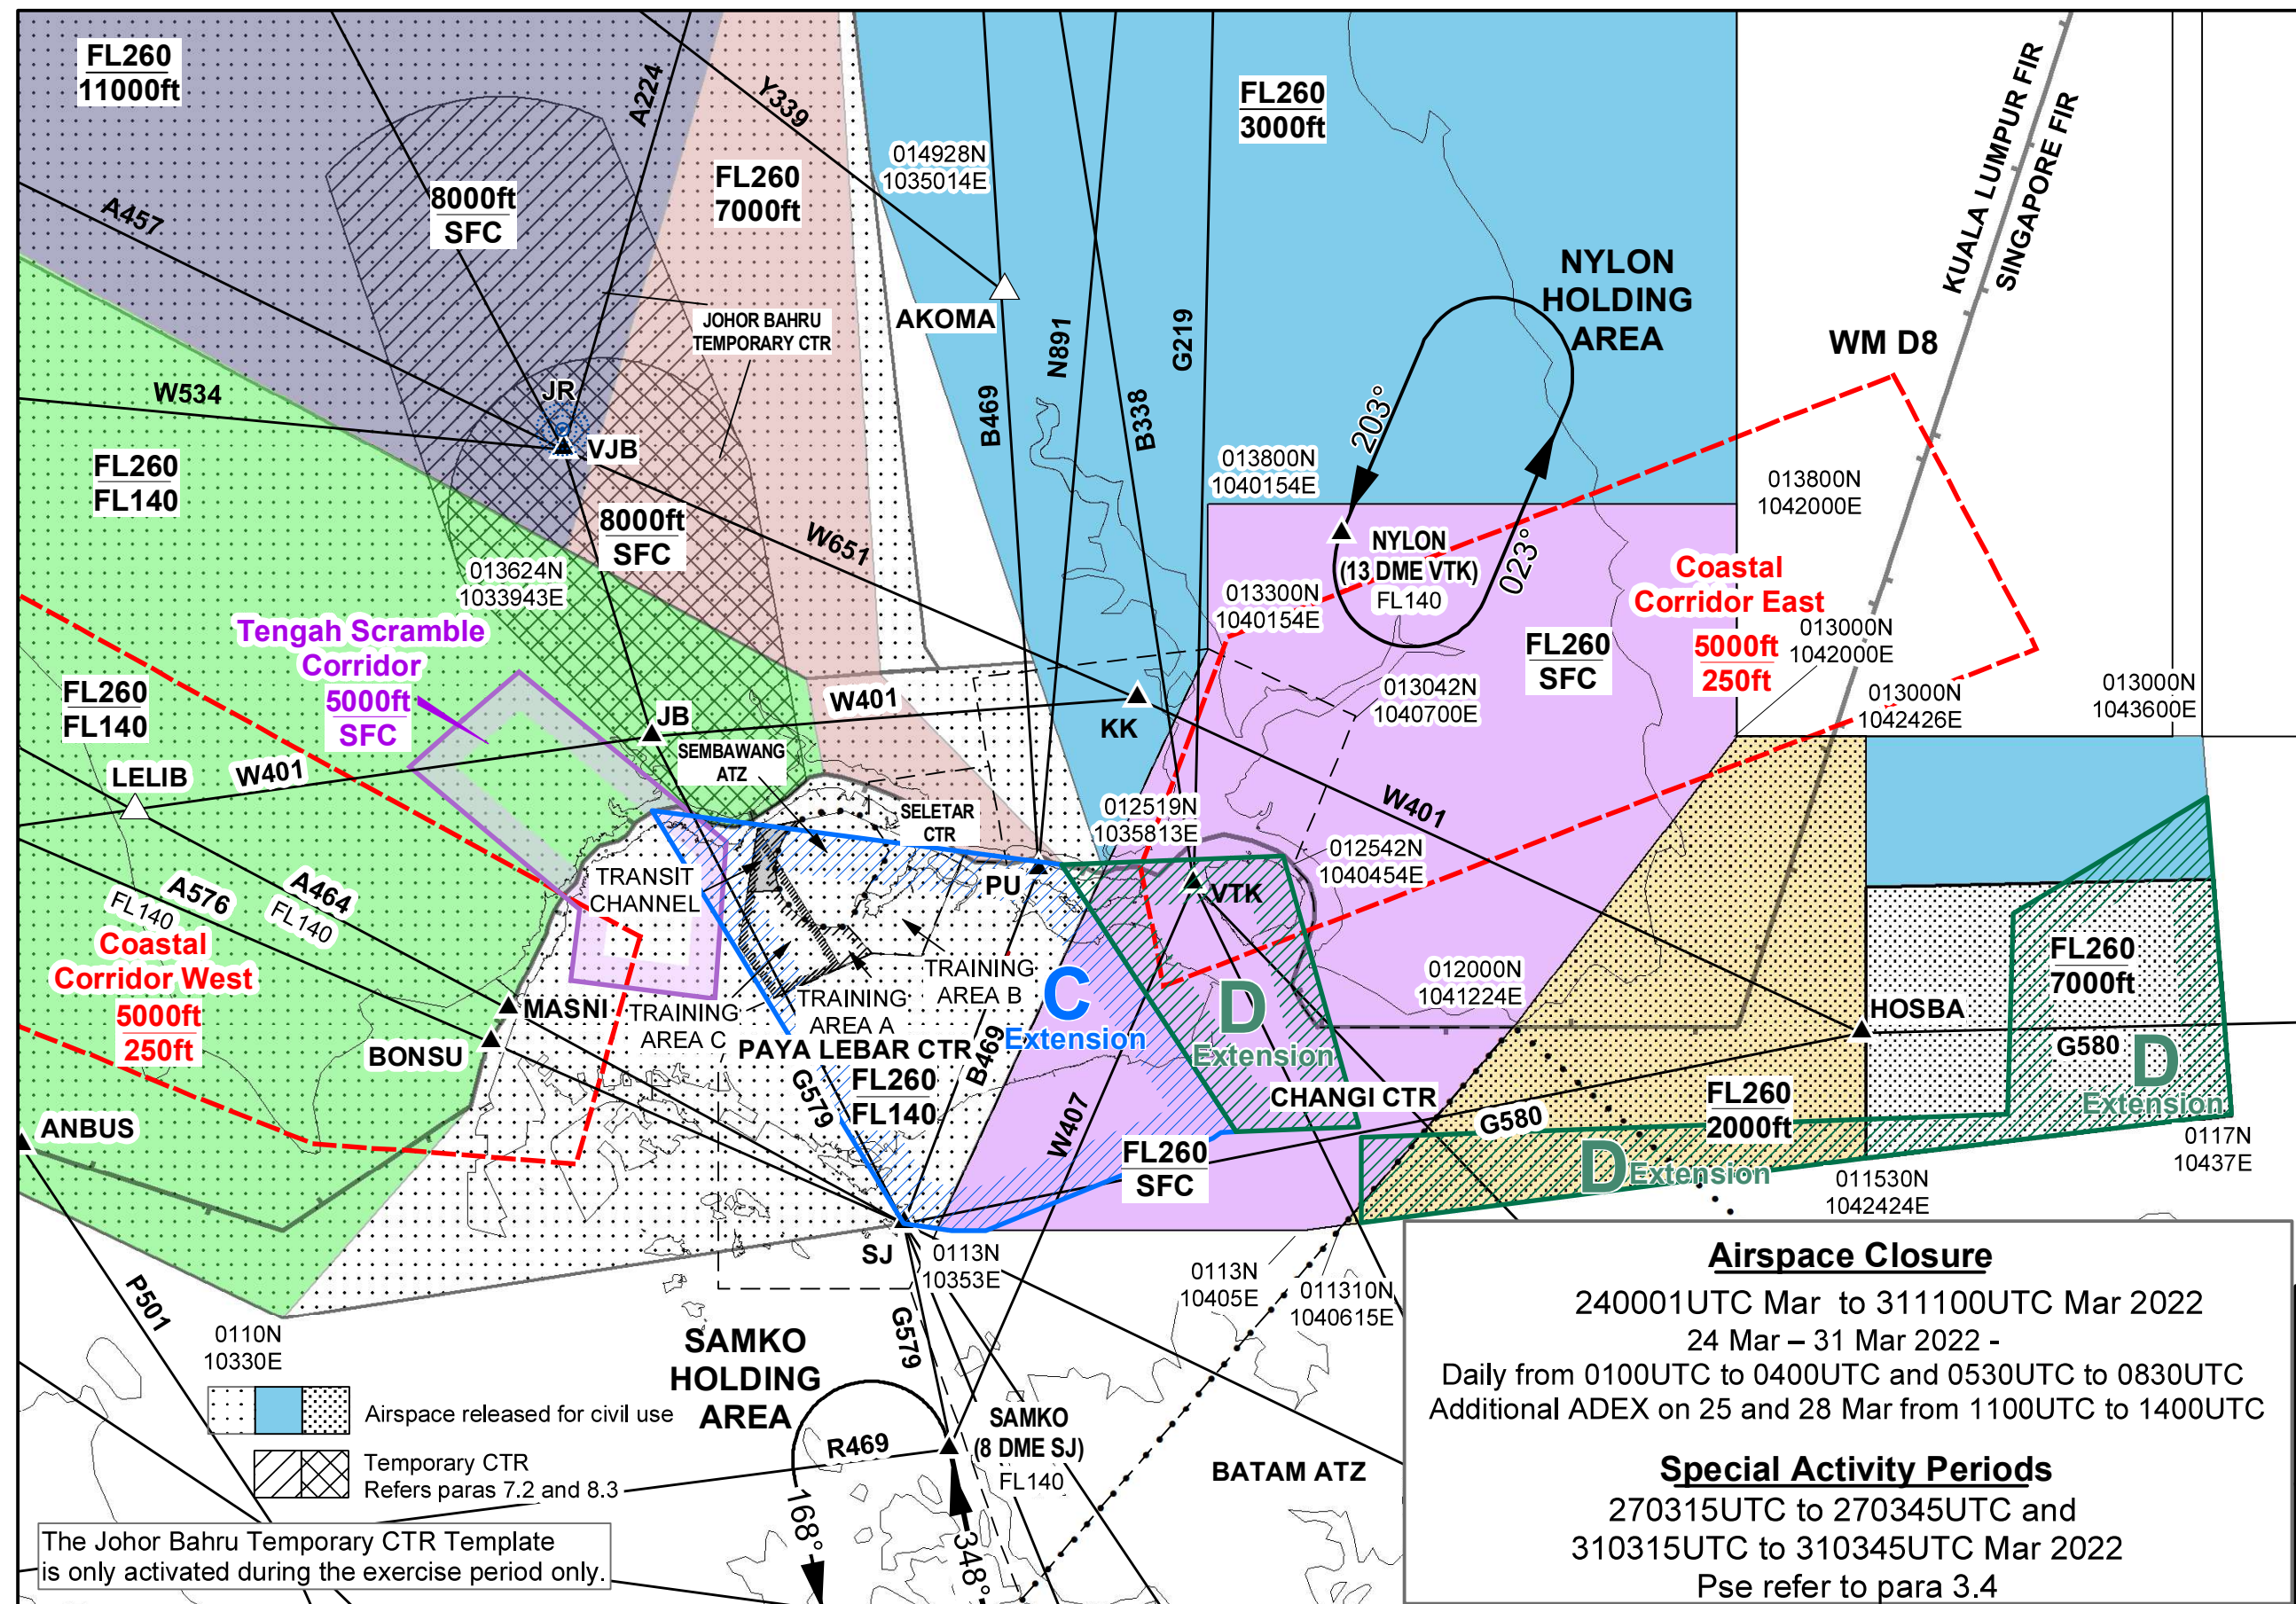 FL260
11000ft
A224
Y339
FL260
3000ft
KUALA LUMPUR FIR
SINGAPORE FIR
014928N
1035014E
FL260
7000ft
8000ft
SFC
A457
NYLON
HOLDING
AREA
AKOMA
JOHOR BAHRU
TEMPORARY CTR
N891
G219
WM D8
JR
W534
B469
B338
203°
VJB
013800N
1040154E
013800N
1042000E
FL260
FL140
8000ft
SFC
W651
NYLON
(13 DME VTK)
FL140
023°
013624N
1033943E
013300N
1040154E
Coastal
Corridor East
5000ft
250ft
013000N
1042000E
Tengah Scramble
Corridor
5000ft
SFC
FL260
SFC
FL260
FL140
013042N
1040700E
013000N
1042426E
013000N
1043600E
W401
JB
KK
SEMBAWANG
ATZ
LELIB
W401
SELETAR
CTR
012519N
1035813E
W401
012542N
1040454E
TRANSIT
CHANNEL
PU
VTK
A576
FL140
A464
FL140
Coastal
Corridor West
5000ft
250ft
FL260
7000ft
TRAINING
AREA B
012000N
1041224E
C
Extension
D
Extension
MASNI
TRAINING
AREA C
TRAINING
AREA A
HOSBA
BONSU
PAYA LEBAR CTR
G580
D
Extension
FL260
FL140
G579
B469
CHANGI CTR
FL260
2000ft
ANBUS
W407
G580
FL260
SFC
0117N
10437E
D
Extension
011530N
1042424E
SJ
0113N
10353E
0113N
10405E
011310N
1040615E
P501
0110N
10330E
G579
SAMKO
HOLDING
AREA
SAMKO
(8 DME SJ)
FL140
R469
168°
348°
BATAM ATZ
Airspace released for civil use
Temporary CTR
Refers paras 7.2 and 8.3
The Johor Bahru Temporary CTR Template
is only activated during the exercise period only.
Airspace Closure
240001UTC Mar to 311100UTC Mar 2022
24 Mar – 31 Mar 2022 -
Daily from 0100UTC to 0400UTC and 0530UTC to 0830UTC
Additional ADEX on 25 and 28 Mar from 1100UTC to 1400UTC
Special Activity Periods
270315UTC to 270345UTC and
310315UTC to 310345UTC Mar 2022
Pse refer to para 3.4